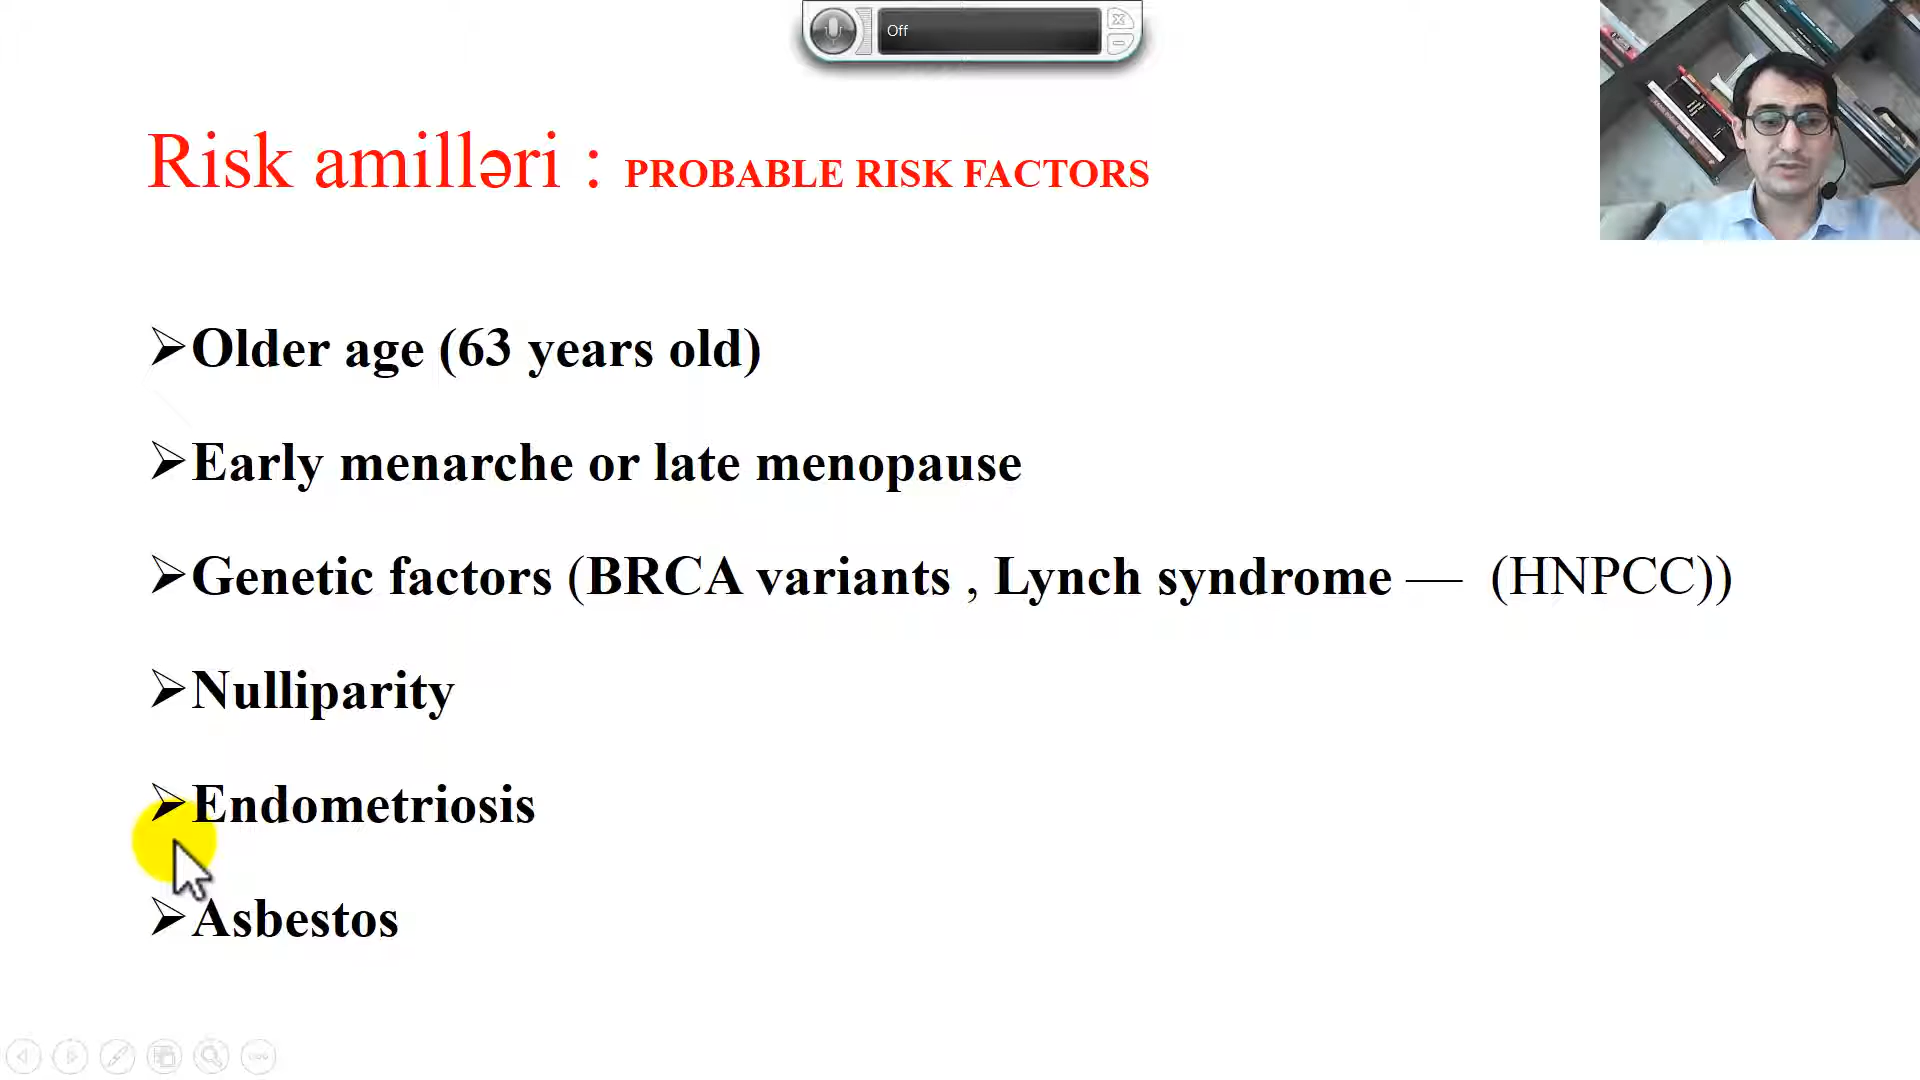 Off
Risk amilləri : PROBABLE RISK FACTORS
➢Older age (63 years old)
➢Early menarche or late menopause
➢Genetic factors (BRCA variants , Lynch syndrome — (HNPCC))
➢Nulliparity
➢Endometriosis
➢Asbestos